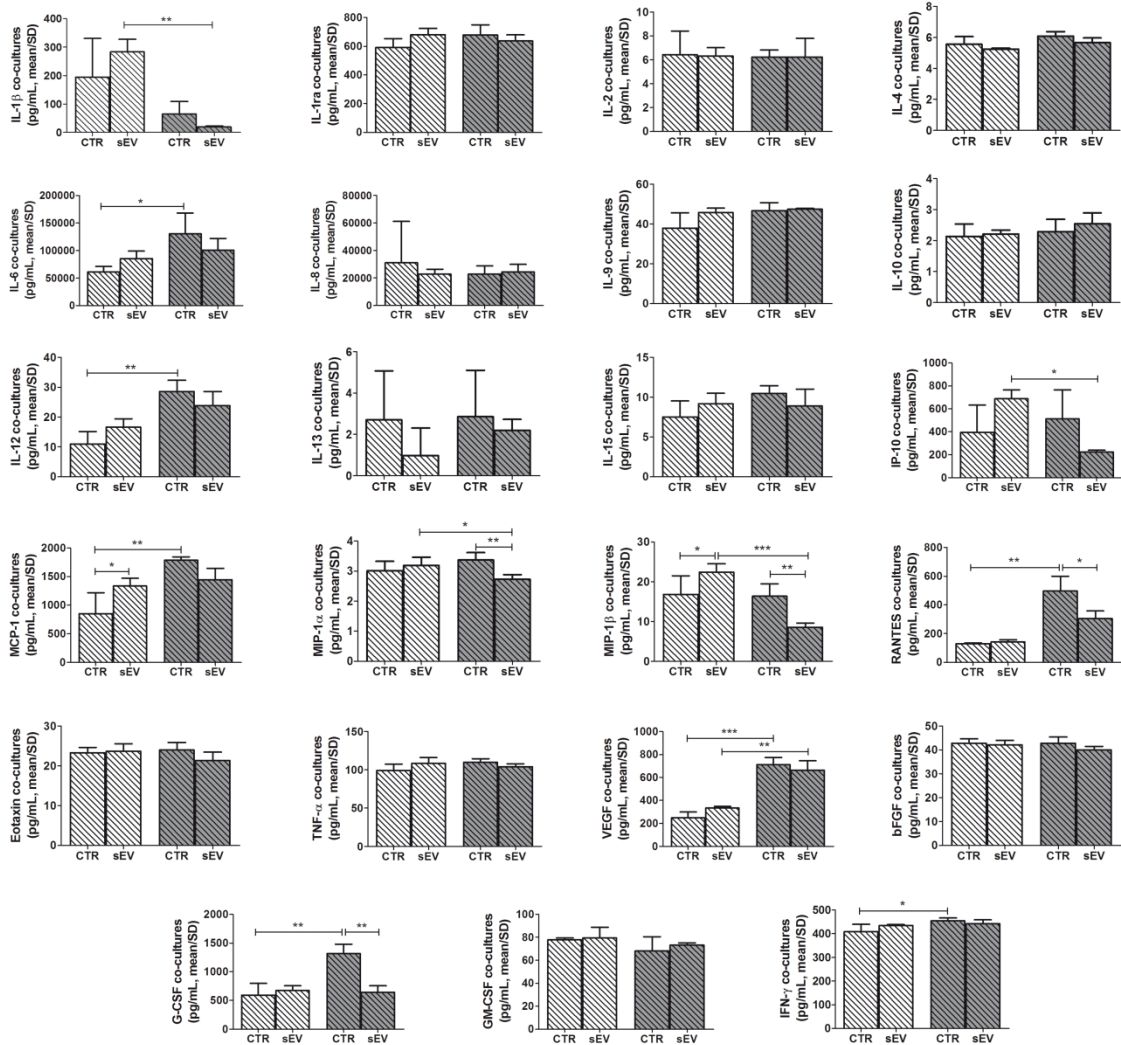 IL-1β co-cultures
(pg/mL, mean/SD)
400
300
200
100
0
**
CTR sEV CTR sEV
IL-1ra co-cultures
(pg/mL, mean/SD)
800
600
400
200
0
CTR sEV CTR sEV
IL-2 co-cultures
(pg/mL, mean/SD)
10
8
6
4
2
0
CTR sEV CTR sEV
IL-4 co-cultures
(pg/mL, mean/SD)
8
6
4
2
0
CTR sEV CTR sEV
IL-6 co-cultures
(pg/mL, mean/SD)
200000
150000
100000
50000
0
*
CTR sEV CTR sEV
IL-8 co-cultures
(pg/mL, mean/SD)
80000
60000
40000
20000
0
CTR sEV CTR sEV
IL-9 co-cultures
(pg/mL, mean/SD)
60
40
20
0
CTR sEV CTR sEV
IL-10 co-cultures
(pg/mL, mean/SD)
4
3
2
1
0
CTR sEV CTR sEV
IL-12 co-cultures
(pg/mL, mean/SD)
40
30
20
10
0
**
CTR sEV CTR sEV
IL-13 co-cultures
(pg/mL, mean/SD)
6
4
2
0
CTR sEV CTR sEV
IL-15 co-cultures
(pg/mL, mean/SD)
15
10
5
0
CTR sEV CTR sEV
IP-10 co-cultures
(pg/mL, mean/SD)
1000
800
600
400
200
0
*
CTR sEV CTR sEV
MCP-1 co-cultures
(pg/mL, mean/SD)
2000
1500
1000
500
0
**
*
CTR sEV CTR sEV
MIP-1α co-cultures
(pg/mL, mean/SD)
5
4
3
2
1
0
*
**
CTR sEV CTR sEV
MIP-1β co-cultures
(pg/mL, mean/SD)
30
20
10
0
* ***
**
CTR sEV CTR sEV
RANTES co-cultures
(pg/mL, mean/SD)
800
600
400
200
0
** *
CTR sEV CTR sEV
Eotaxin co-cultures
(pg/mL, mean/SD)
30
20
10
0
CTR sEV CTR sEV
TNF-α co-cultures
(pg/mL, mean/SD)
150
100
50
0
CTR sEV CTR sEV
VEGF co-cultures
(pg/mL, mean/SD)
1000
800
600
400
200
0
***
**
CTR sEV CTR sEV
bFGF co-cultures
(pg/mL, mean/SD)
50
40
30
20
10
0
CTR sEV CTR sEV
G-CSF co-cultures
(pg/mL, mean/SD)
2000
1500
1000
500
0
** **
CTR sEV CTR sEV
GM-CSF co-cultures
(pg/mL, mean/SD)
100
80
60
40
20
0
CTR sEV CTR sEV
IFN-γ co-cultures
(pg/mL, mean/SD)
500
400
300
200
100
0
*
CTR sEV CTR sEV